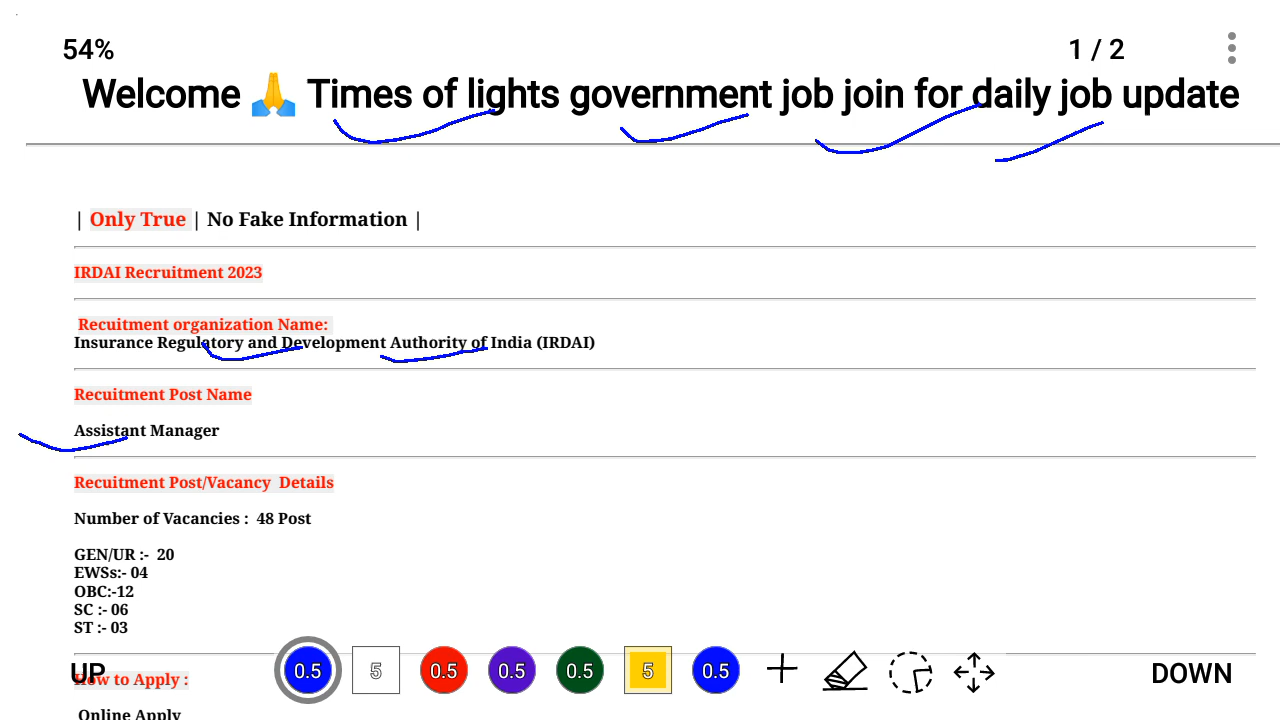 54%
1 / 2
Welcome 🙏 Times of lights government job join for daily job update
| Only True | No Fake Information |
IRDAI Recruitment 2023
Recuitment organization Name:
Insurance Regulatory and Development Authority of India (IRDAI)
Recuitment Post Name
Assistant Manager
Recuitment Post/Vacancy Details
Number of Vacancies : 48 Post
GEN/UR :- 20
EWSs:- 04
OBC:-12
SC :- 06
ST :- 03
UP
0.5
5
0.5
0.5
0.5
5
0.5
DOWN
How to Apply :
Online Apply